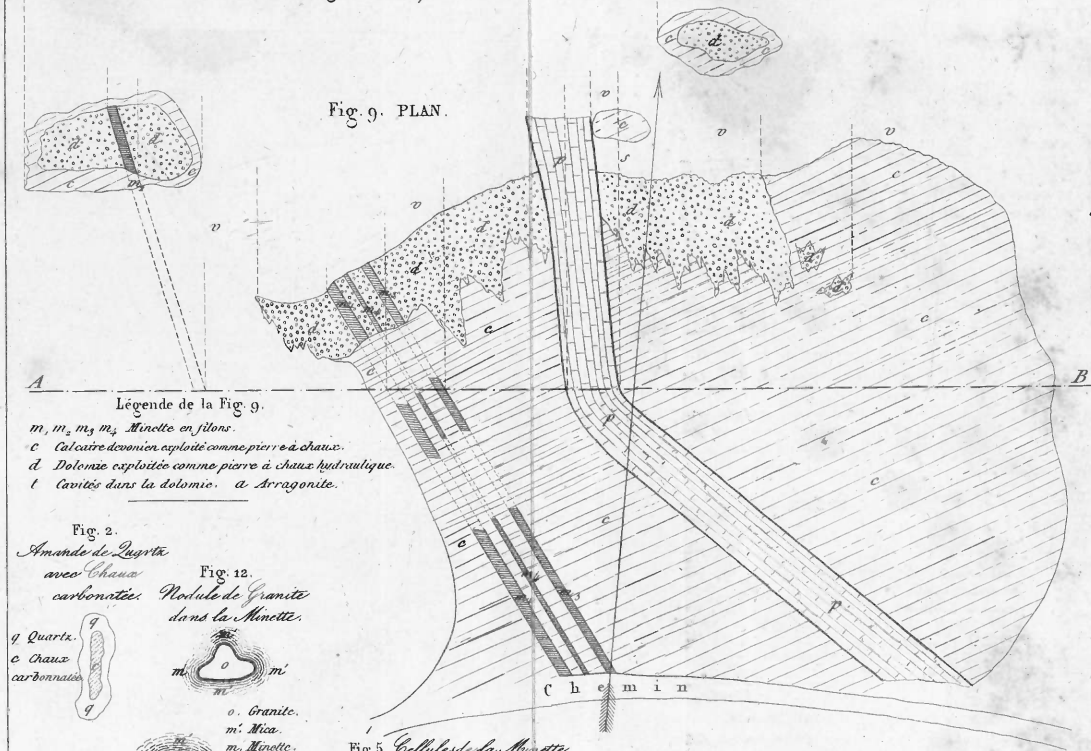 Fig. 9. PLAN.
d
c
c
v
v
v
v
d
d
c
c
m
s
p
d
d
d
d
d
d
d
c
c
c
c
c
c
A
B
p
p
m4
m3
Chemin
Légende de la Fig. 9.
m, m2 m3 m4 Minette en filons.
c Calcaire devonien exploité comme pierre à chaux.
d Dolomie exploitée comme pierre à chaux hydraulique.
t Cavités dans la dolomie. a Arragonite.
Fig. 2.
Amande de Quartz
avec Chaux
carbonatée.
q Quartz.
c Chaux
carbonnatée
q
c
q
Fig. 12.
Nodule de Granite
dans la Minette.
m'
m'
o
m'
m
o. Granite.
m'. Mica.
m. Minette.
m'
Fig. 5. Cellules de la Minette